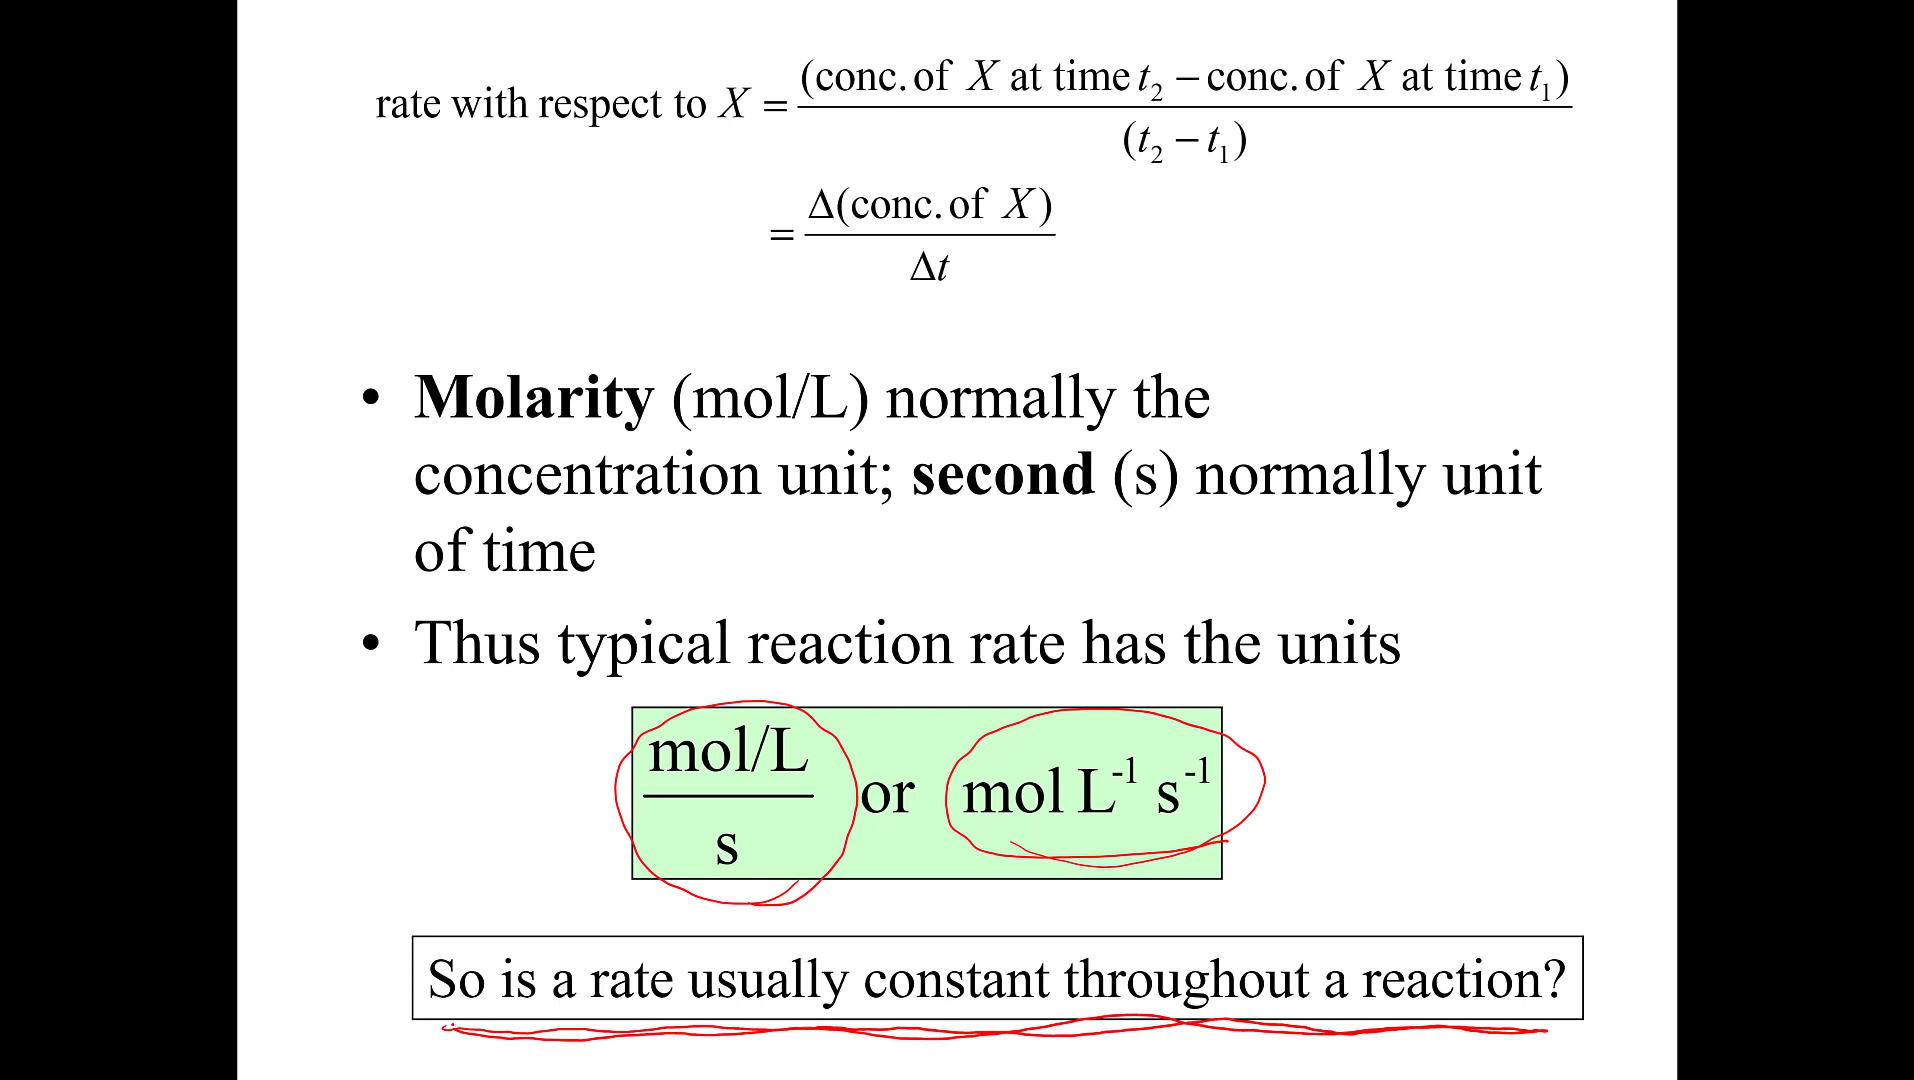 rate with respect to X = (conc. of X at time t₂ − conc. of X at time t₁) / (t₂ − t₁)
= Δ(conc. of X) / Δt
• Molarity (mol/L) normally the
concentration unit; second (s) normally unit
of time
• Thus typical reaction rate has the units
mol/L / s or mol L⁻¹ s⁻¹
So is a rate usually constant throughout a reaction?